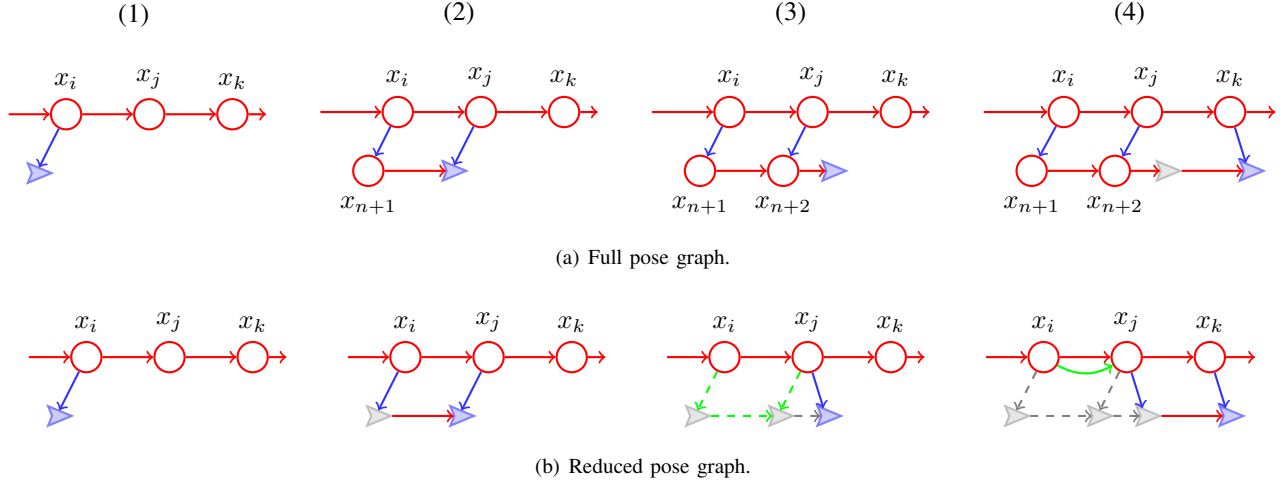 (1) (2) (3) (4)
x_i x_j x_k x_i x_j x_k x_i x_j x_k x_i x_j x_k
x_{n+1} x_{n+1} x_{n+2} x_{n+1} x_{n+2}
(a) Full pose graph.
x_i x_j x_k x_i x_j x_k x_i x_j x_k x_i x_j x_k
(b) Reduced pose graph.